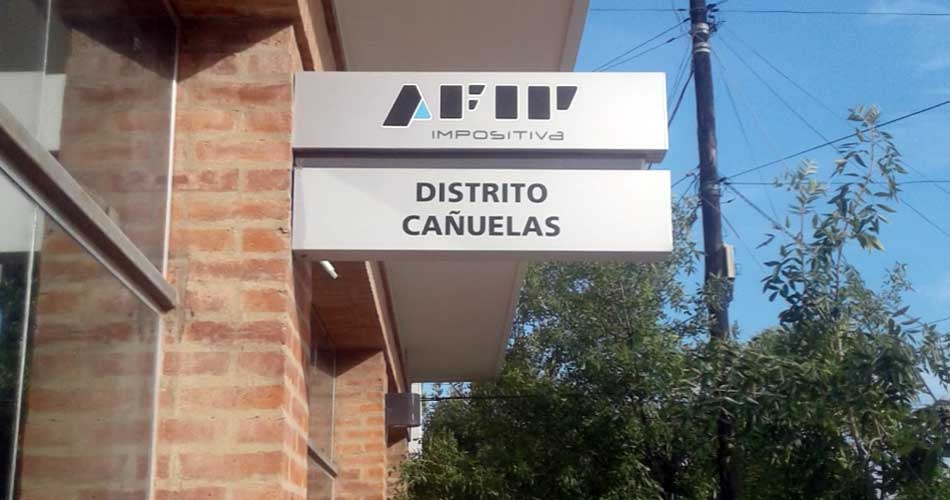 AFIP
IMPOSITIVA
DISTRITO
CAÑUELAS